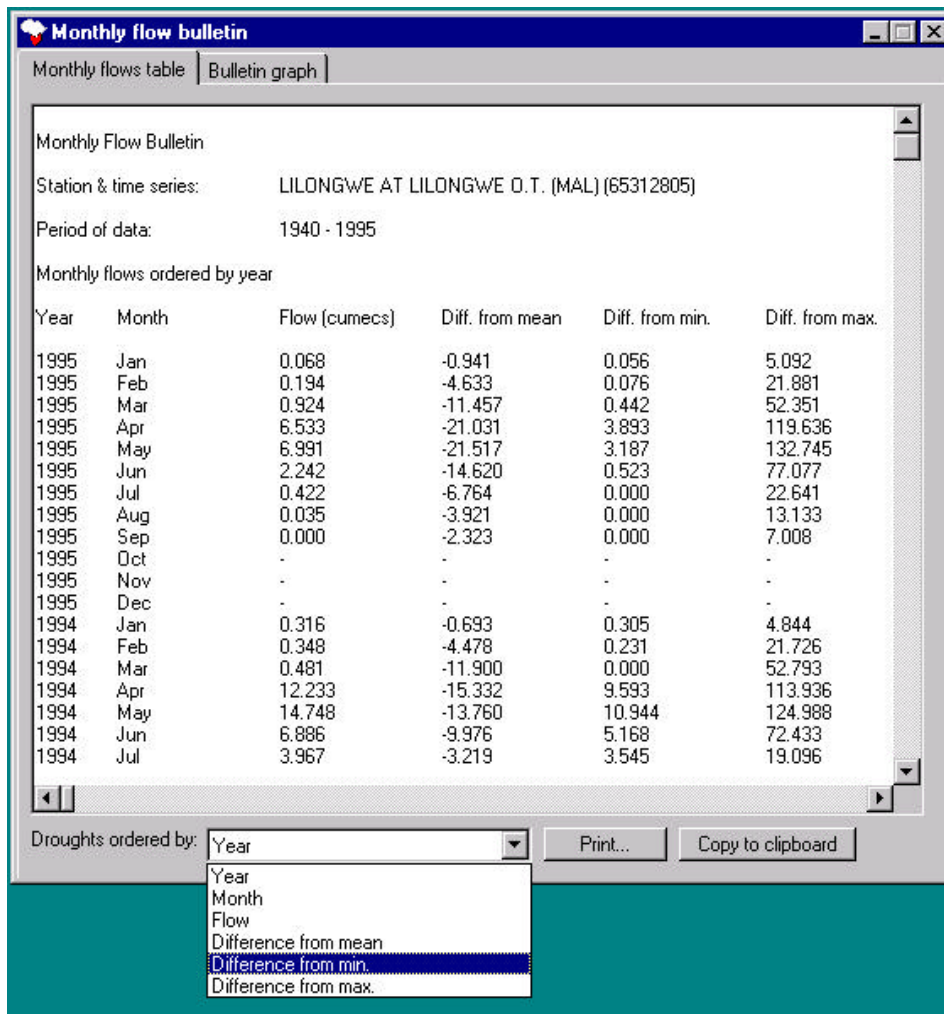 Monthly flow bulletin
Monthly flows table Bulletin graph
Monthly Flow Bulletin
Station & time series: LILONGWE AT LILONGWE O.T. (MAL) (65312805)
Period of data: 1940 - 1995
Monthly flows ordered by year
Year Month Flow (cumecs) Diff. from mean Diff. from min. Diff. from max.
1995 Jan 0.068 -0.941 0.056 5.092
1995 Feb 0.194 -4.633 0.076 21.881
1995 Mar 0.924 -11.457 0.442 52.351
1995 Apr 6.533 -21.031 3.893 119.636
1995 May 6.991 -21.517 3.187 132.745
1995 Jun 2.242 -14.620 0.523 77.077
1995 Jul 0.422 -6.764 0.000 22.641
1995 Aug 0.035 -3.921 0.000 13.133
1995 Sep 0.000 -2.323 0.000 7.008
1995 Oct - - - -
1995 Nov - - - -
1995 Dec - - - -
1994 Jan 0.316 -0.693 0.305 4.844
1994 Feb 0.348 -4.478 0.231 21.726
1994 Mar 0.481 -11.900 0.000 52.793
1994 Apr 12.233 -15.332 9.593 113.936
1994 May 14.748 -13.760 10.944 124.988
1994 Jun 6.886 -9.976 5.168 72.433
1994 Jul 3.967 -3.219 3.545 19.096
Droughts ordered by: Year Print... Copy to clipboard
Year
Month
Flow
Difference from mean
Difference from min.
Difference from max.